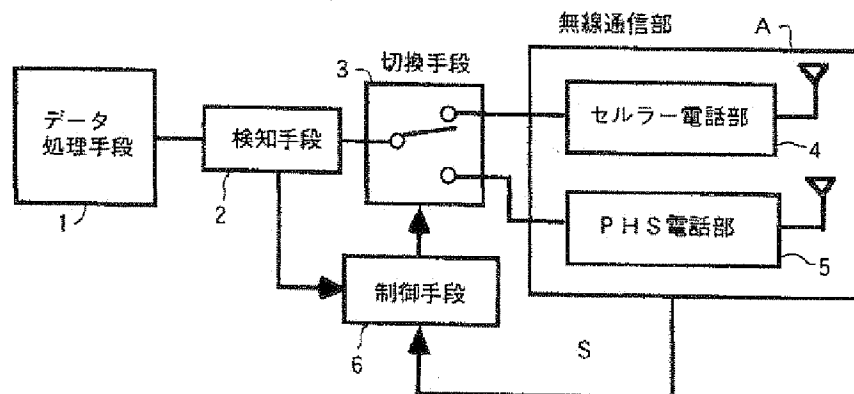 無線通信部
A
3
切換手段
データ
処理手段
検知手段
セルラー電話部
4
1
2
PHS電話部
5
制御手段
6
S